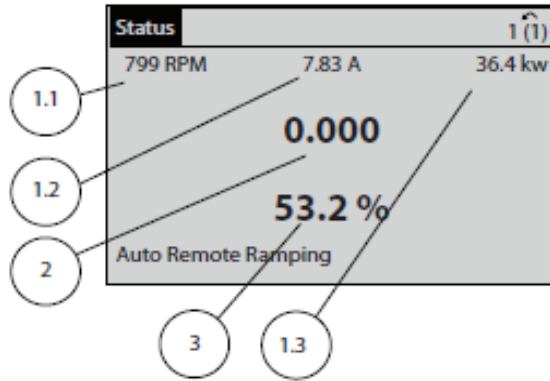 Status
1 (1)
799 RPM 7.83 A 36.4 kw
1.1
0.000
1.2
53.2 %
2
Auto Remote Ramping
3
1.3